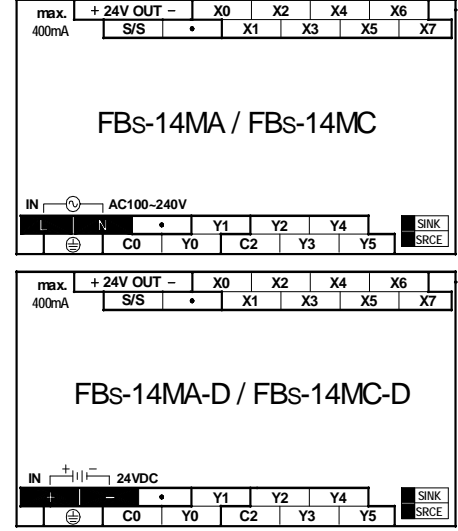 max. + 24V OUT – X0 X2 X4 X6
400mA S/S • X1 X3 X5 X7
FBs-14MA / FBs-14MC
IN AC100~240V
L N • Y1 Y2 Y4 SINK
C0 Y0 C2 Y3 Y5 SRCE
max. + 24V OUT – X0 X2 X4 X6
400mA S/S • X1 X3 X5 X7
FBs-14MA-D / FBs-14MC-D
IN + – 24VDC
+ – • Y1 Y2 Y4 SINK
C0 Y0 C2 Y3 Y5 SRCE